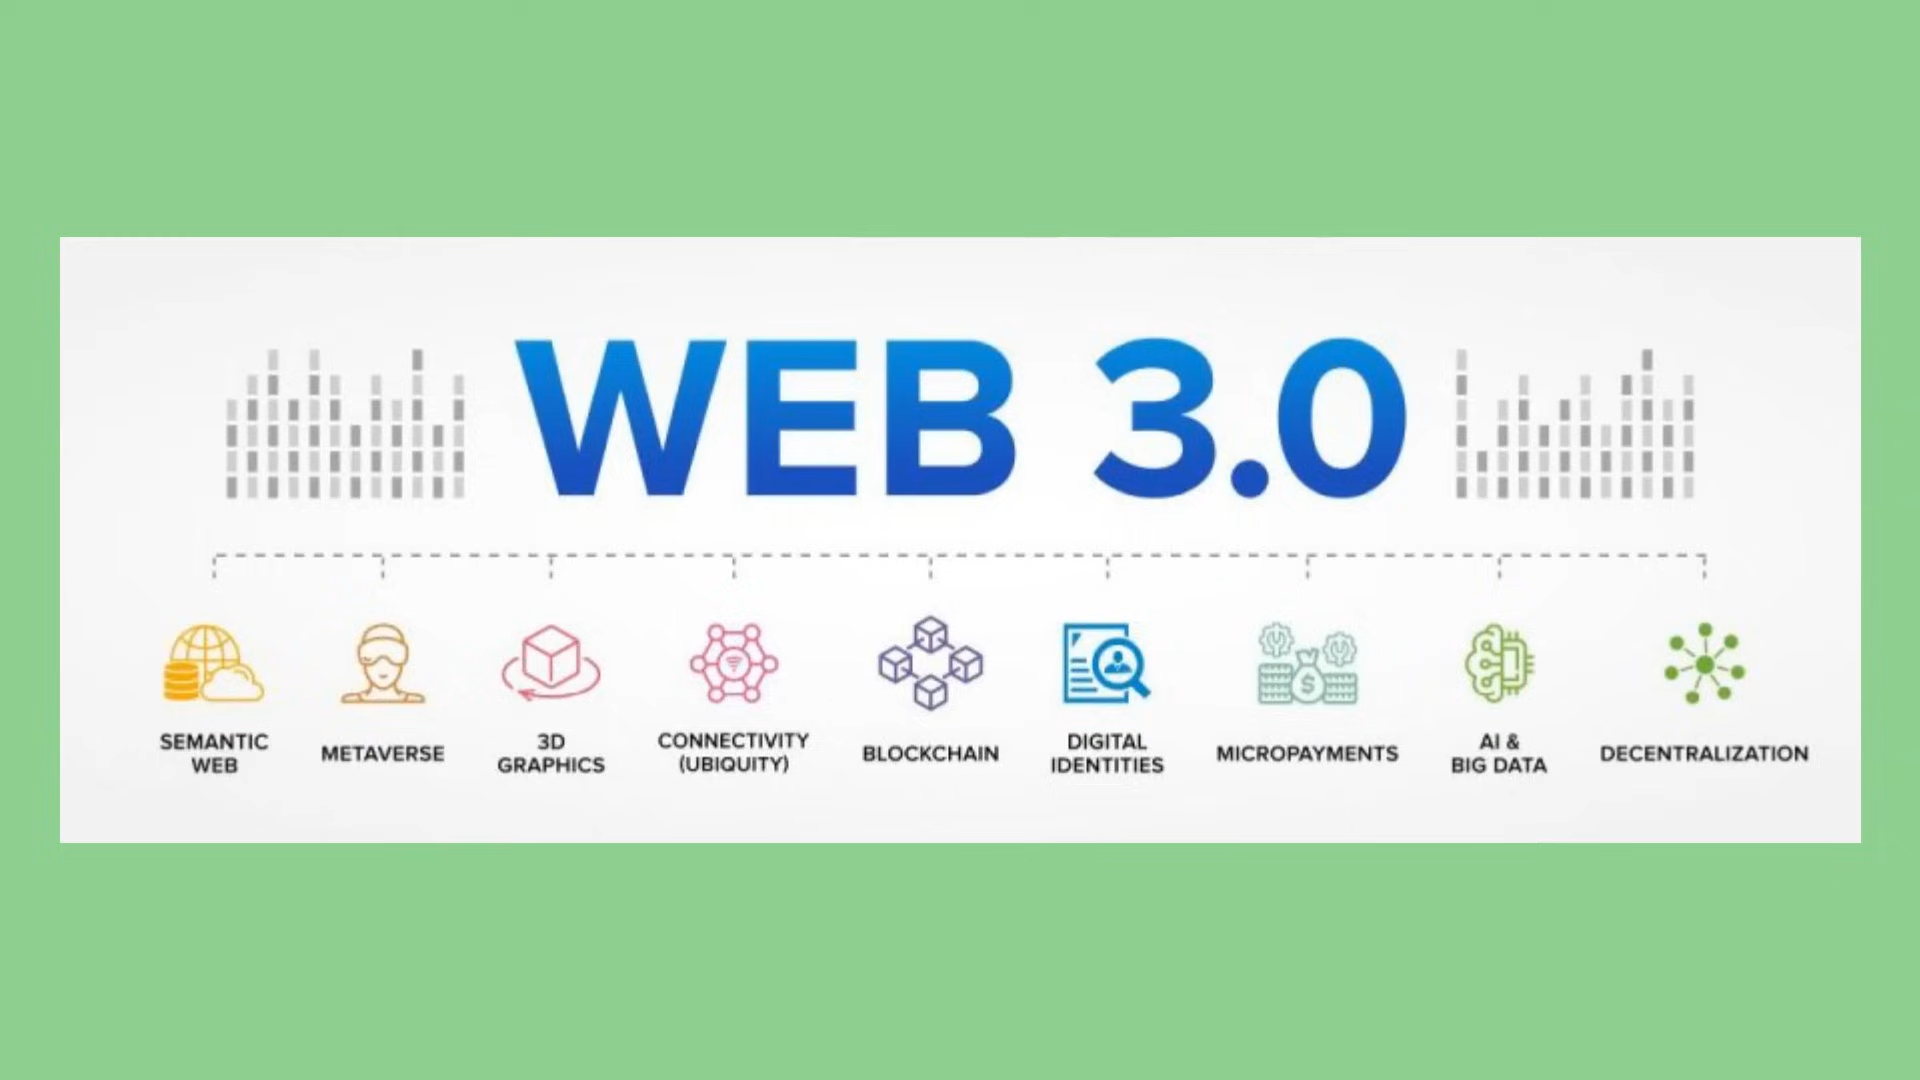 WEB 3.0
SEMANTIC
WEB
METAVERSE
3D
GRAPHICS
CONNECTIVITY
(UBIQUITY)
BLOCKCHAIN
DIGITAL
IDENTITIES
MICROPAYMENTS
AI &
BIG DATA
DECENTRALIZATION